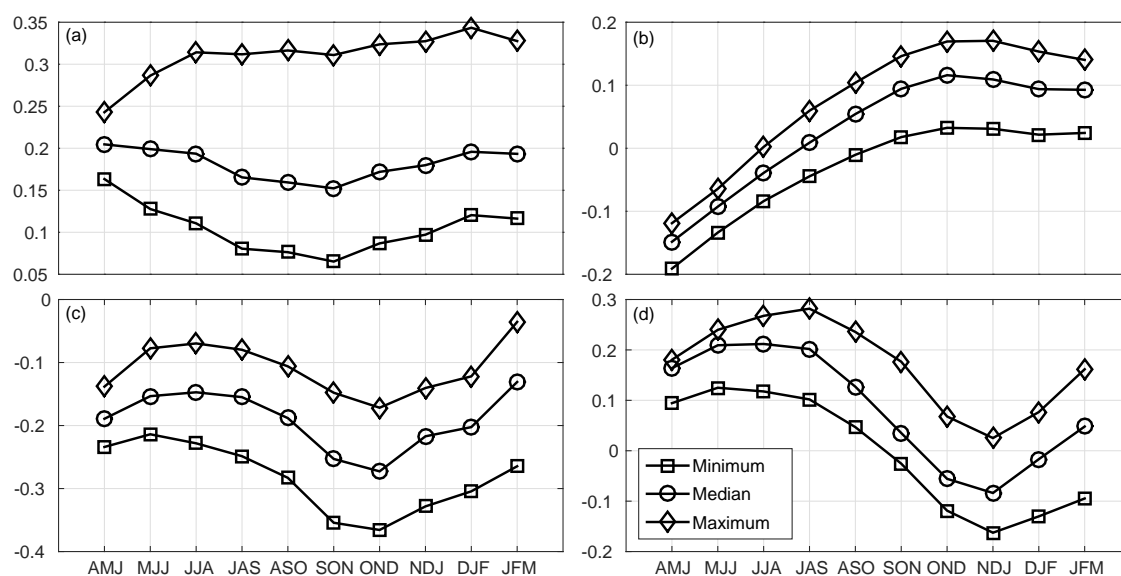 0.35
0.3
0.25
0.2
0.15
0.1
0.05
(a)
0.2
0.1
0
-0.1
-0.2
(b)
0
-0.1
-0.2
-0.3
-0.4
(c)
AMJ MJJ JJA JAS ASO SON OND NDJ DJF JFM
0.3
0.2
0.1
0
-0.1
-0.2
(d)
Minimum
Median
Maximum
AMJ MJJ JJA JAS ASO SON OND NDJ DJF JFM